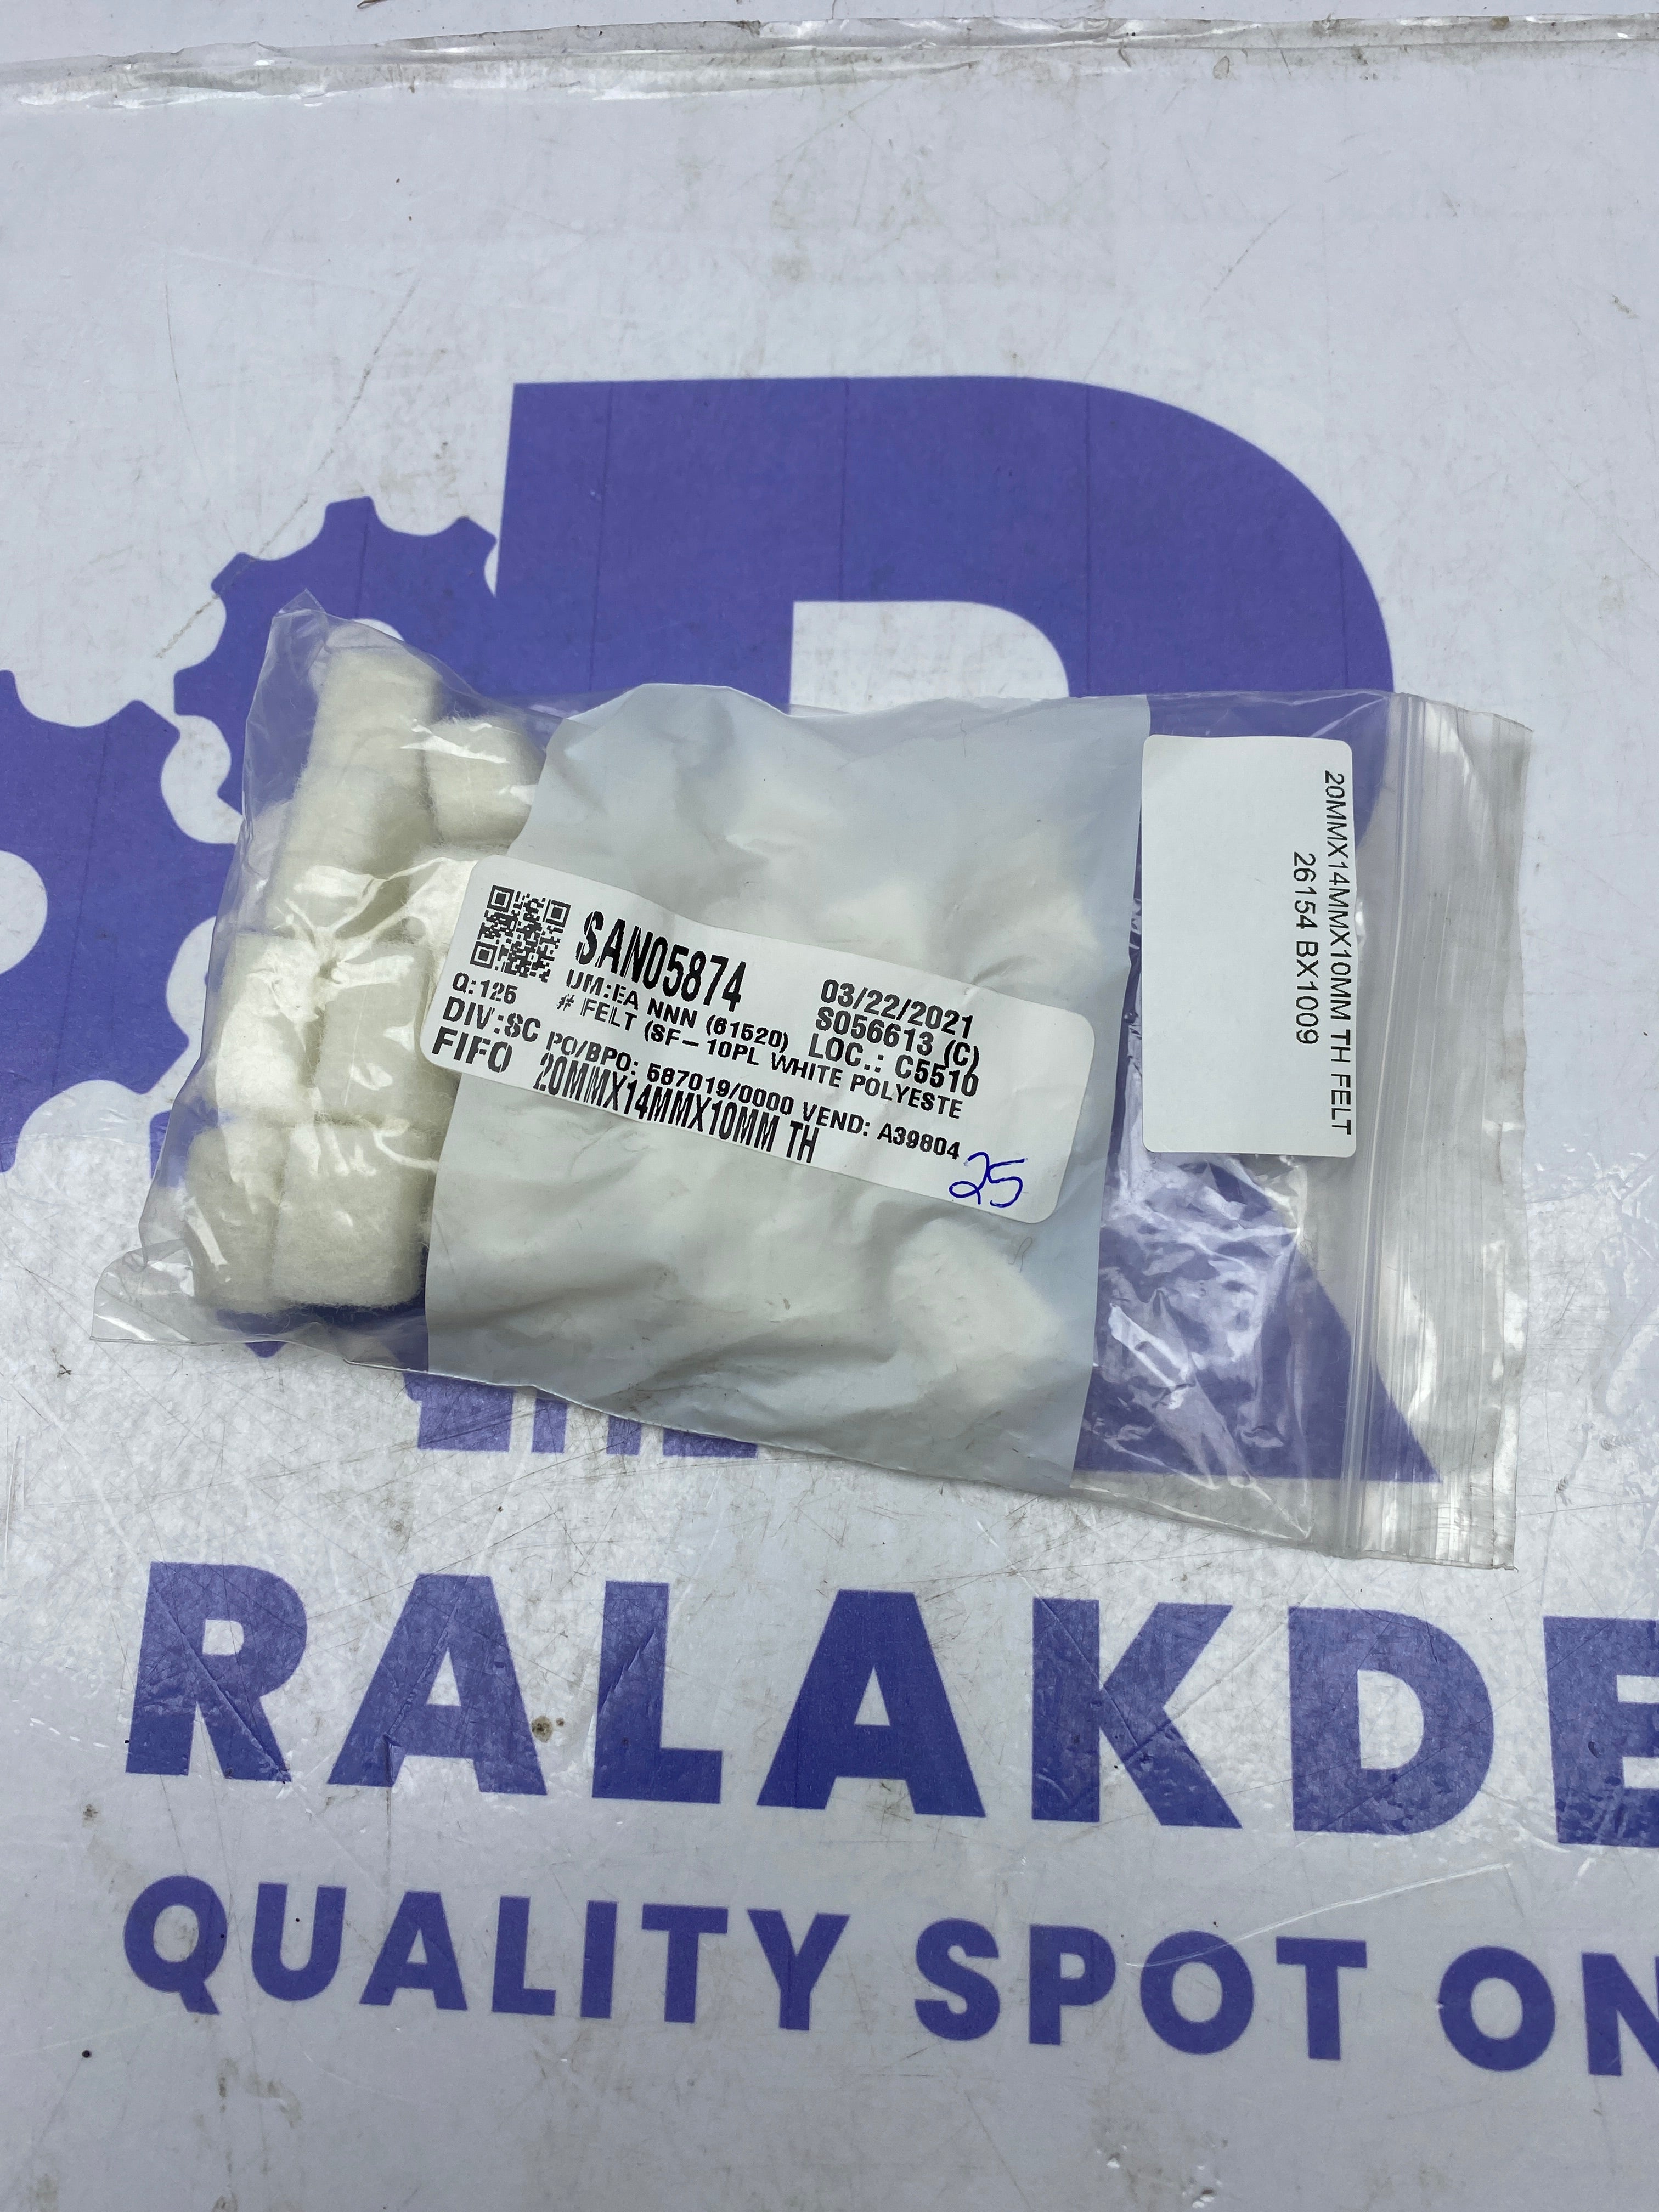 SAN05874
03/22/2021
UM:EA NNN (61520)
S056613 (C)
Q:125
# FELT (SF-10PL WHITE POLYESTE
LOC.: C5510
DIV:SC PO/BPO: 587019/0000 VEND: A39804
FIFO 20MMX14MMX10MM TH
25
20MMX14MMX10MM TH FELT
26154 BX1009
RALAKDE
QUALITY SPOT ON